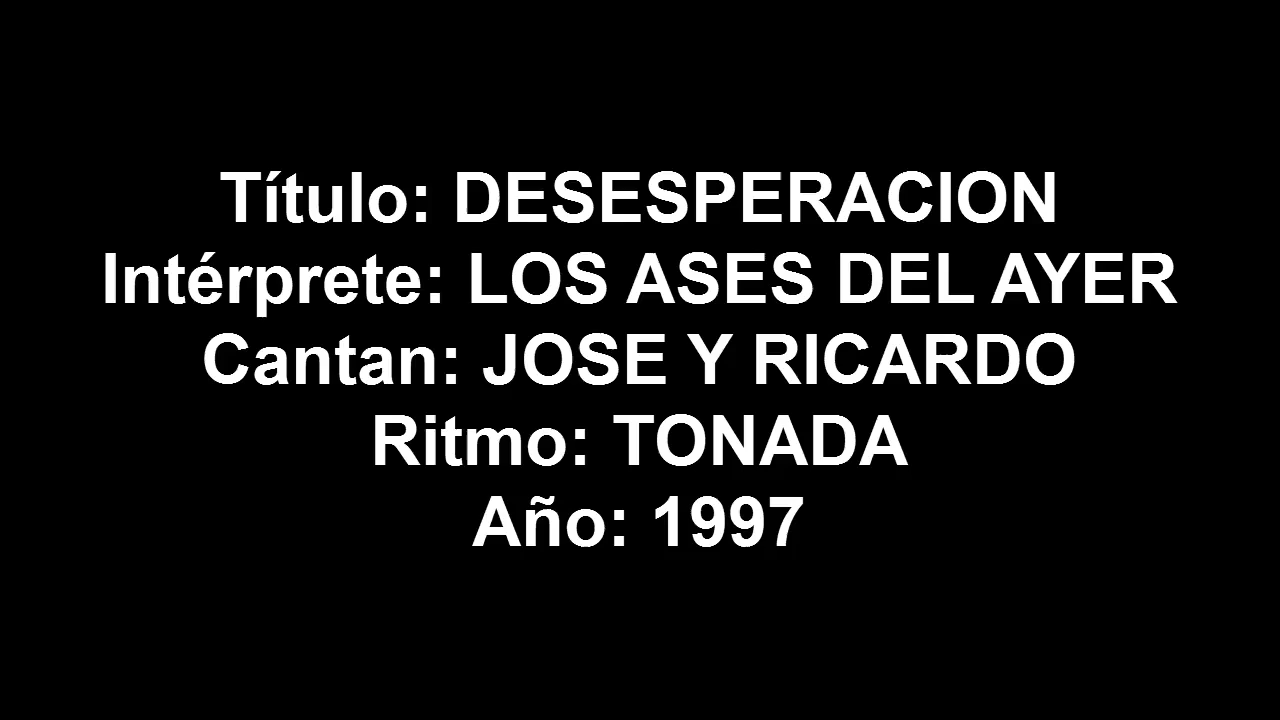 Título: DESESPERACION
Intérprete: LOS ASES DEL AYER
Cantan: JOSE Y RICARDO
Ritmo: TONADA
Año: 1997